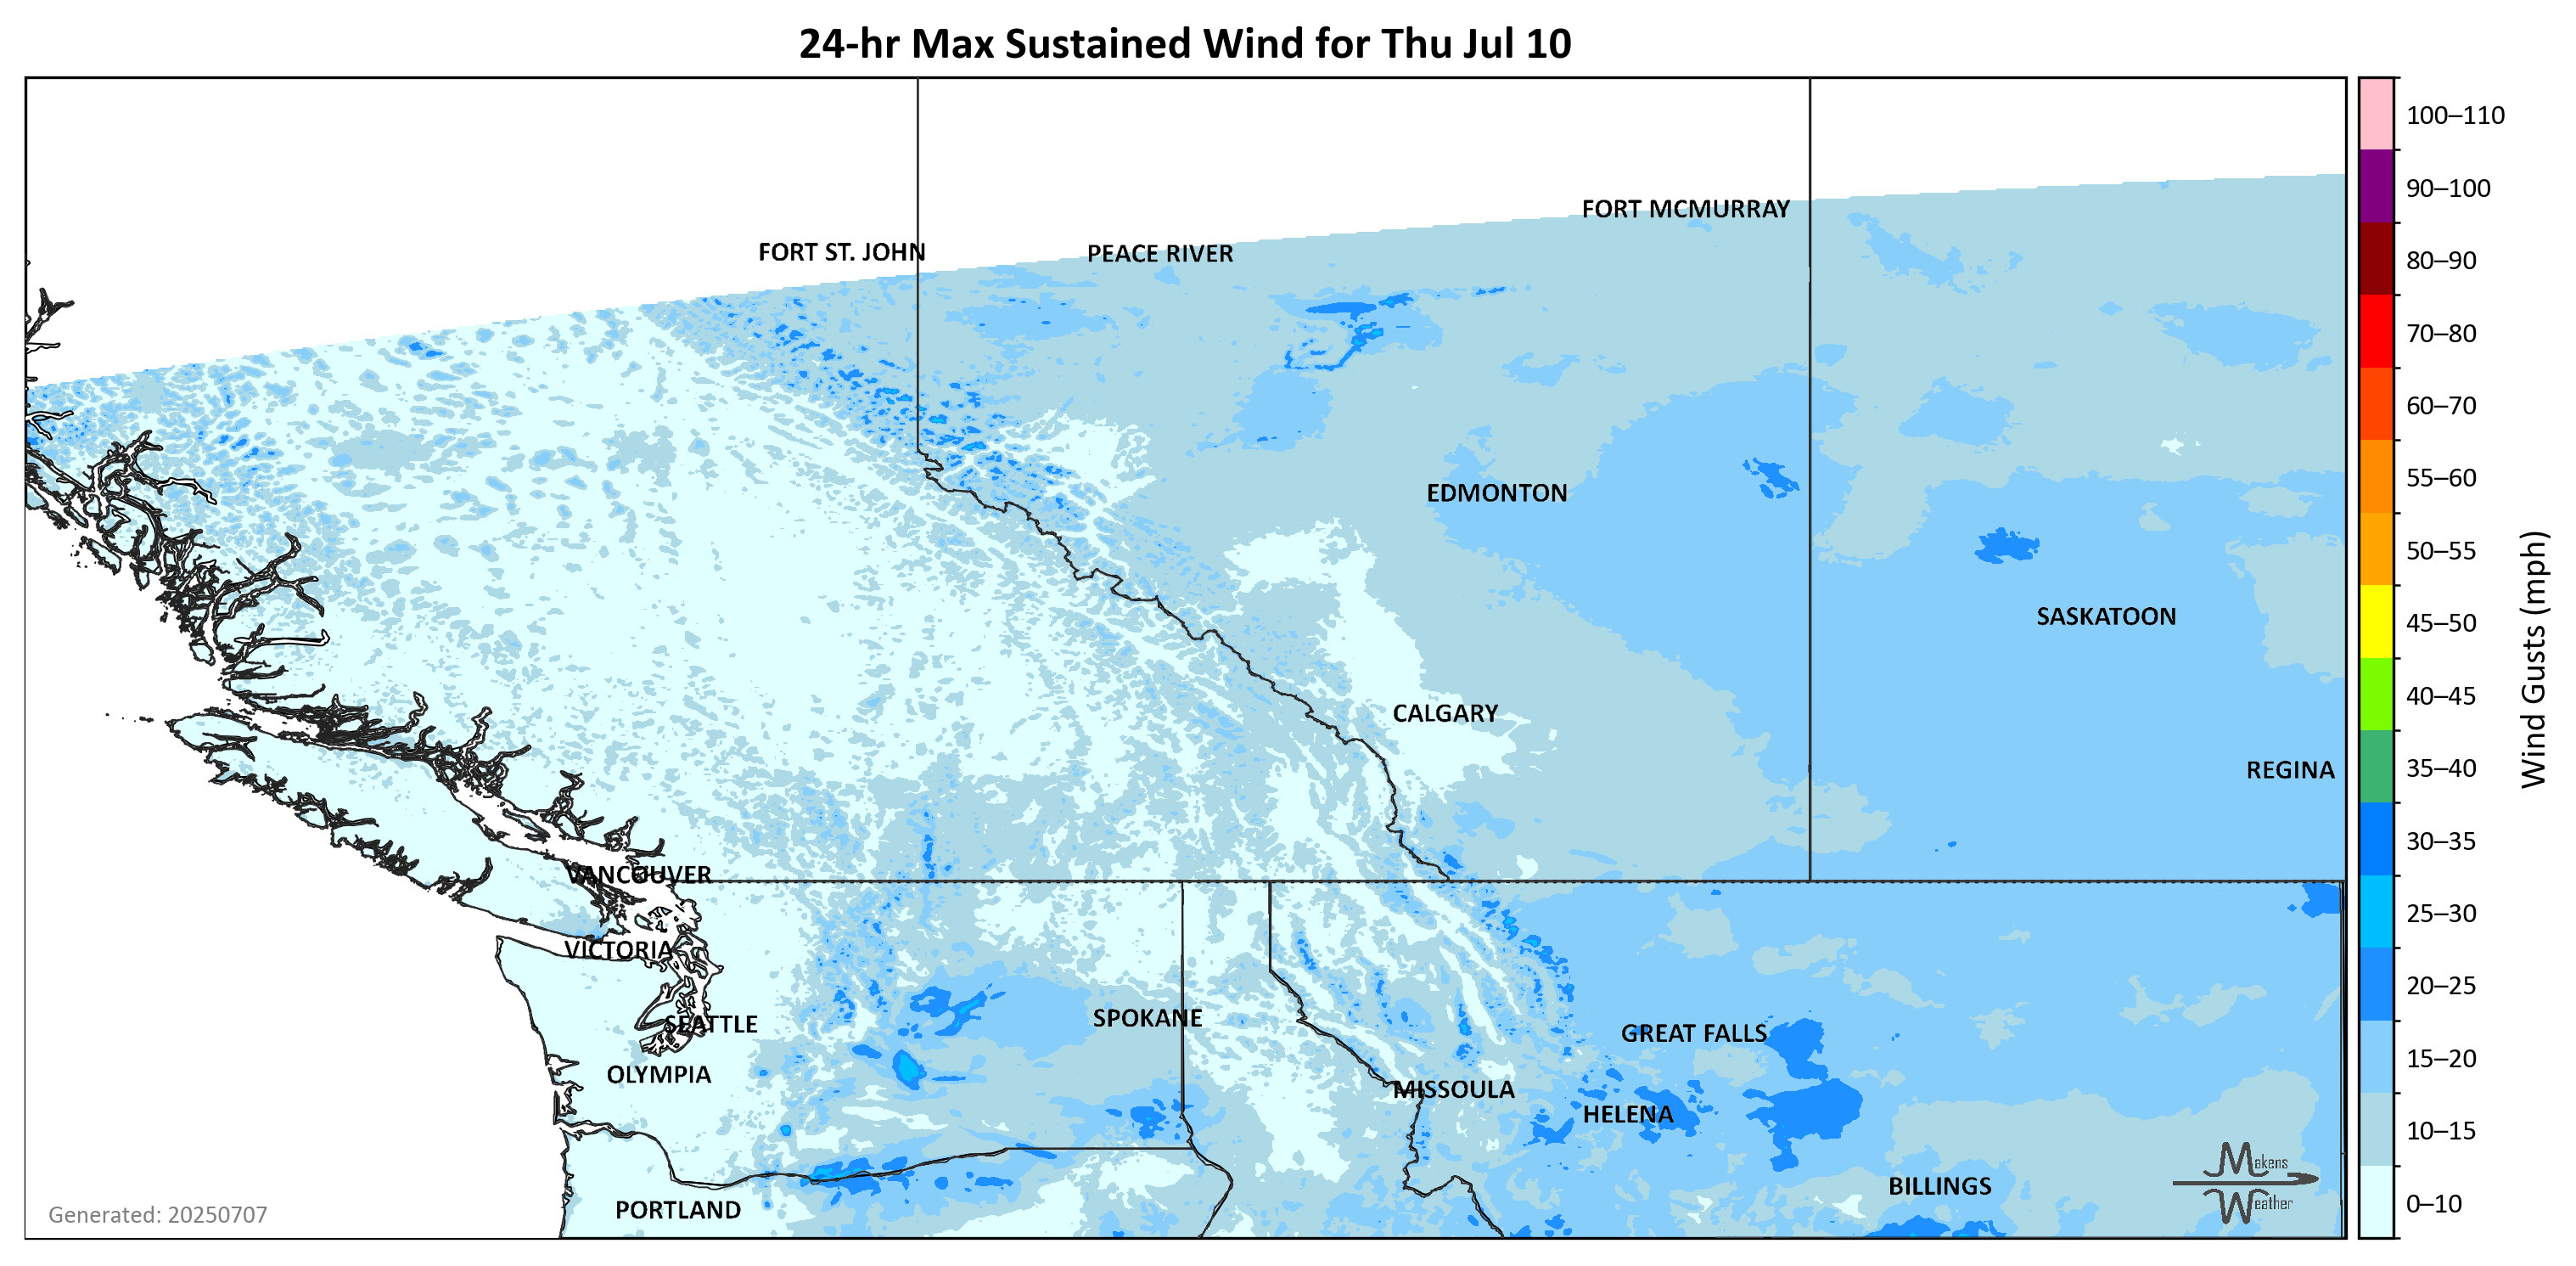 24-hr Max Sustained Wind for Thu Jul 10
FORT MCMURRAY
FORT ST. JOHN
PEACE RIVER
EDMONTON
SASKATOON
CALGARY
REGINA
VANCOUVER
VICTORIA
SEATTLE
SPOKANE
GREAT FALLS
OLYMPIA
MISSOULA
HELENA
BILLINGS
PORTLAND
Makens
Weather
Generated: 20250707
100–110
90–100
80–90
70–80
60–70
55–60
50–55
45–50
40–45
35–40
30–35
25–30
20–25
15–20
10–15
0–10
Wind Gusts (mph)